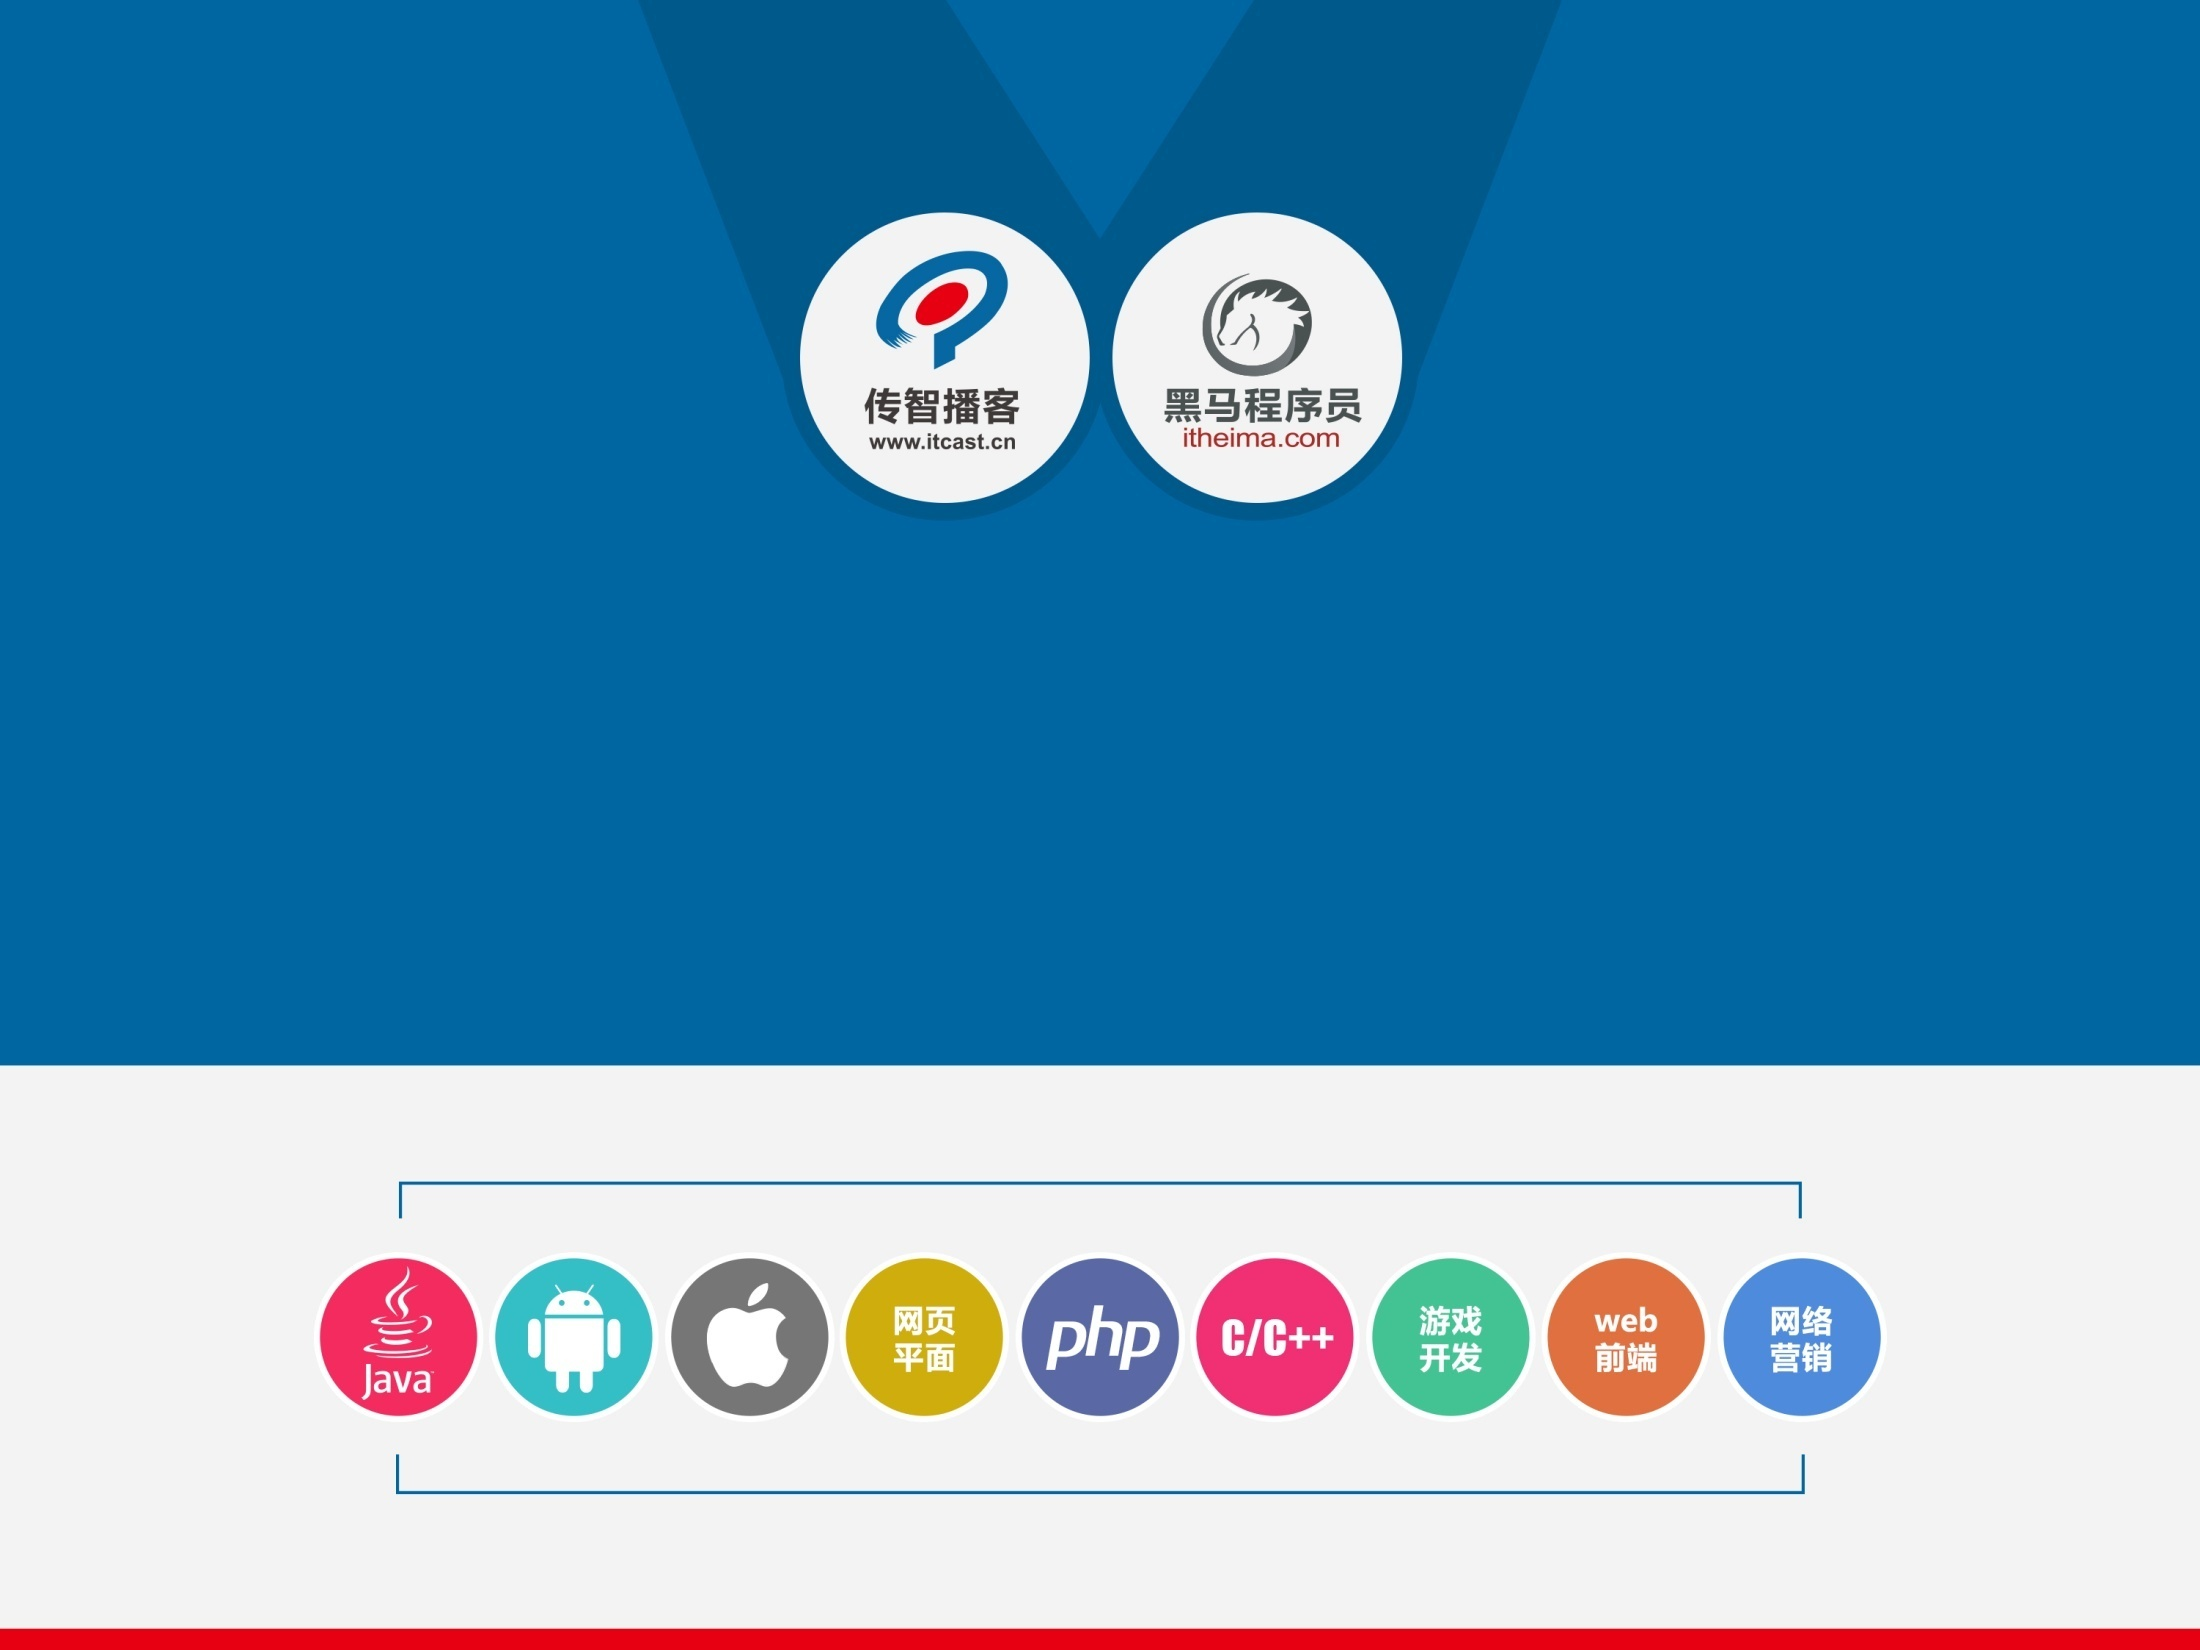 传智播客
www.itcast.cn
黑马程序员
itheima.com
Java
网页
平面
php
C/C++
游戏
开发
web
前端
网络
营销